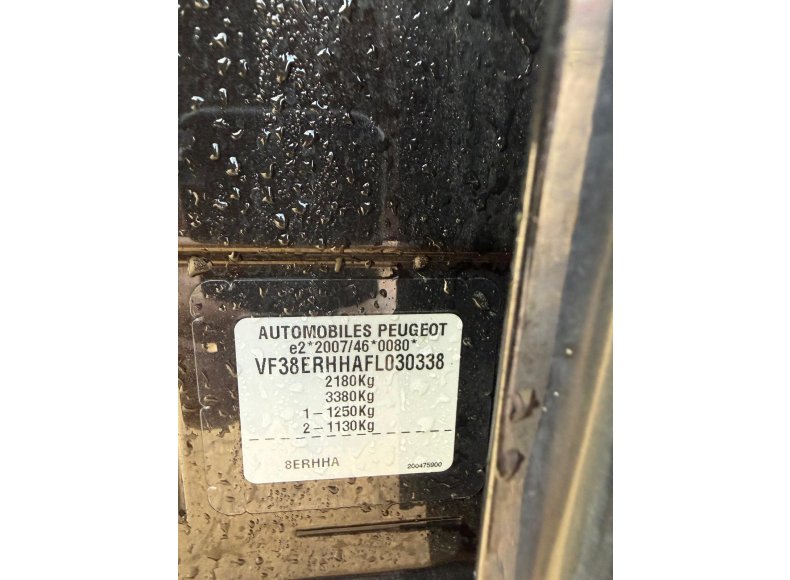 AUTOMOBILES PEUGEOT
e2*2007/46*0080*
VF38ERHHAFL030338
2180Kg
3380Kg
1-1250Kg
2-1130Kg
8ERHHA 200475900